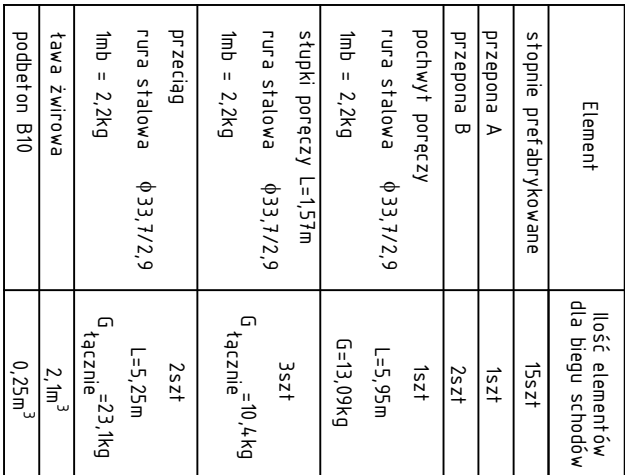 Element
Ilość elementów
dla biegu schodów
stopnie prefabrykowane
15szt
przepona A
1szt
przepona B
2szt
pochwyt poręczy
rura stalowa ϕ33,7/2,9
1mb = 2,2kg
1szt
L=5,95m
G=13,09kg
słupki poręczy L=1,57m
rura stalowa ϕ33,7/2,9
1mb = 2,2kg
3szt
G łącznie =10,4kg
przeciąg
rura stalowa ϕ33,7/2,9
1mb = 2,2kg
2szt
L=5,25m
G łącznie =23,1kg
ława żwirowa
2,1m³
podbeton B10
0,25m³